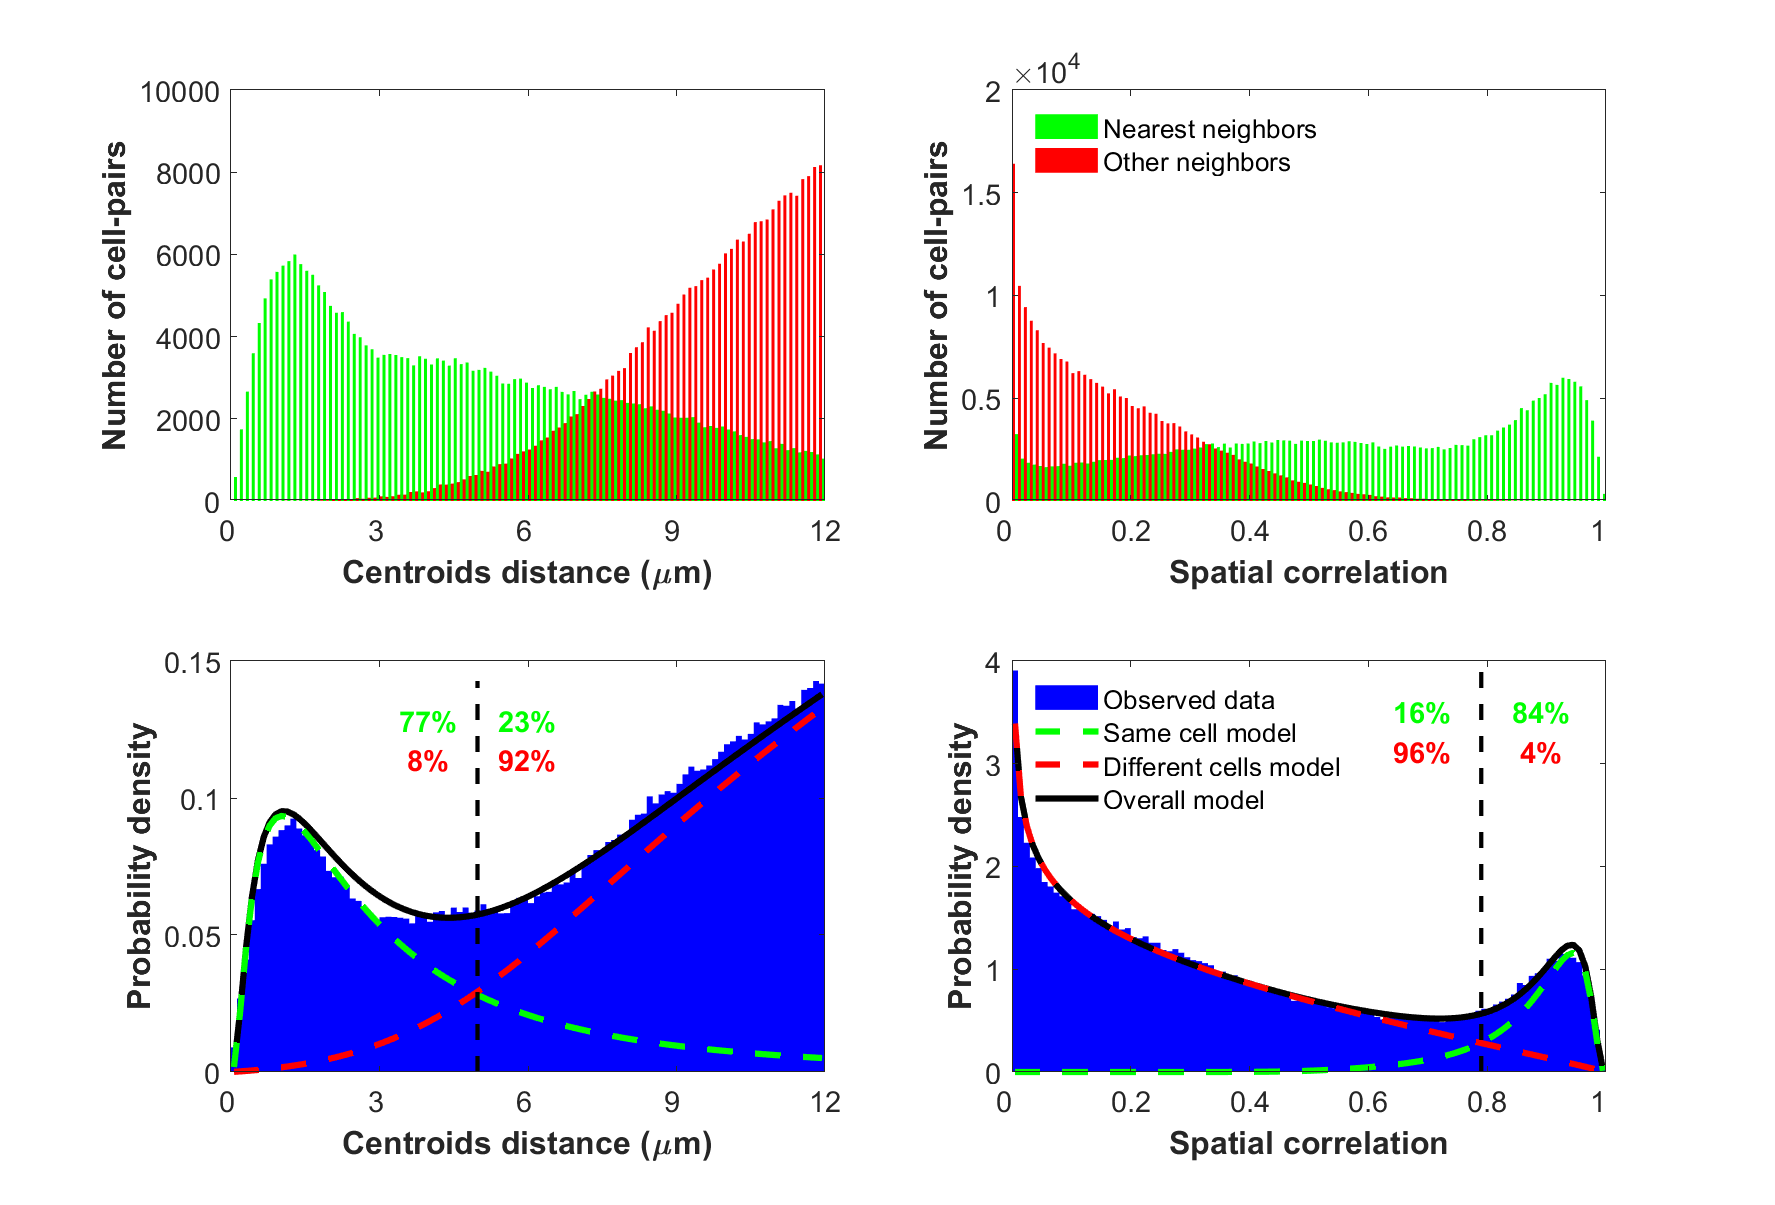 10000
8000
6000
4000
2000
0
0 3 6 9 12
Number of cell-pairs
Centroids distance (μm)
×10⁴
2
1.5
1
0.5
0
0 0.2 0.4 0.6 0.8 1
Number of cell-pairs
Spatial correlation
Nearest neighbors
Other neighbors
0.15
0.1
0.05
0
0 3 6 9 12
Probability density
Centroids distance (μm)
77% 23%
8% 92%
4
3
2
1
0
0 0.2 0.4 0.6 0.8 1
Probability density
Spatial correlation
Observed data
Same cell model
Different cells model
Overall model
16% 84%
96% 4%